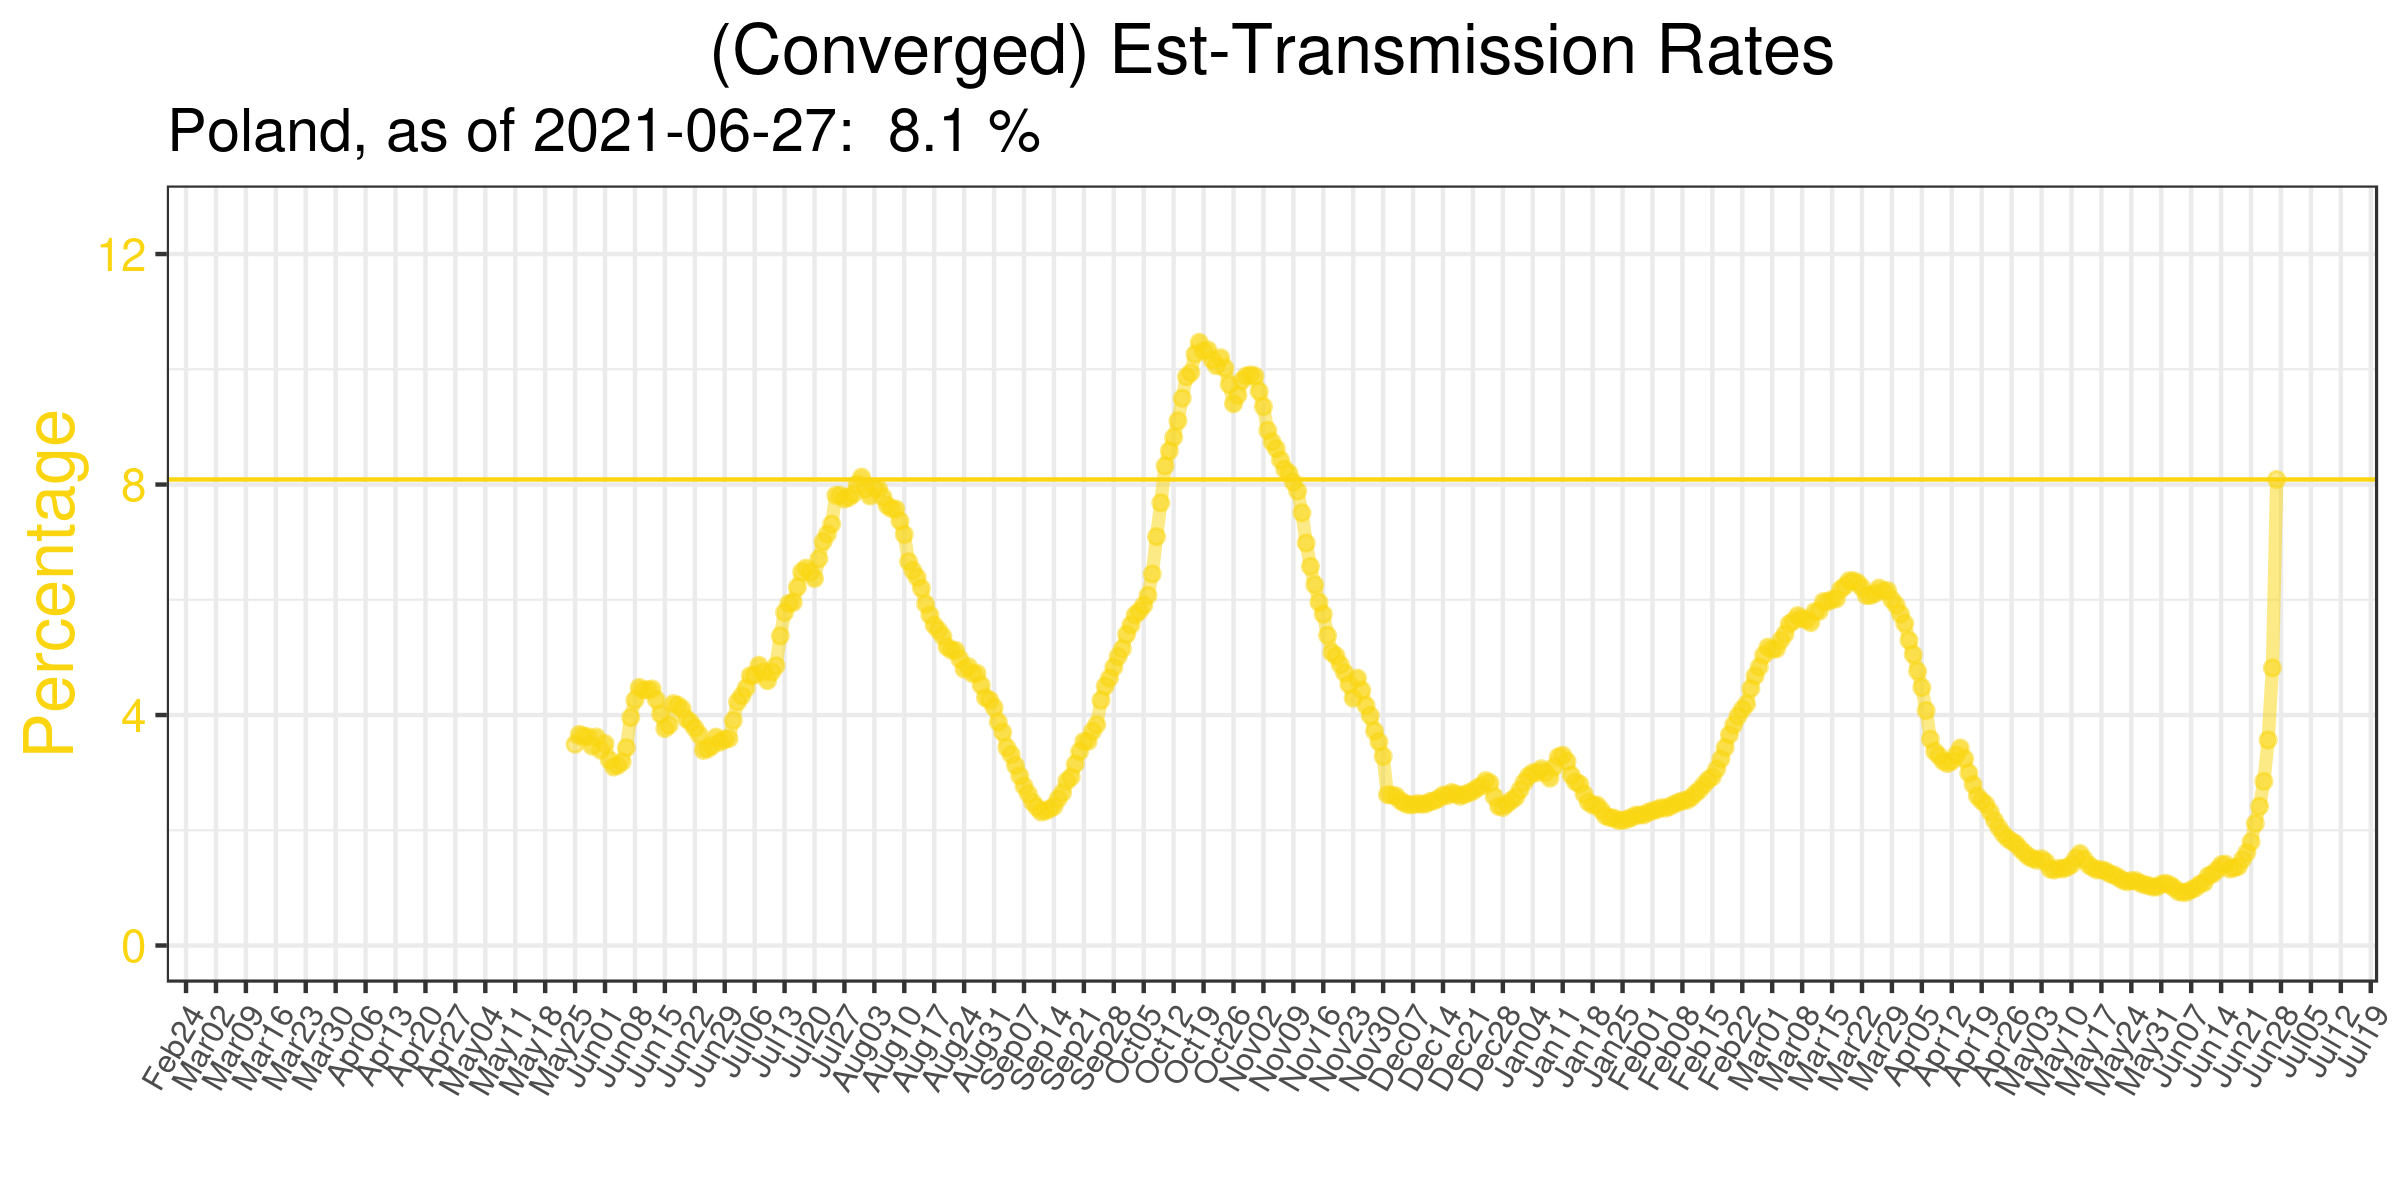 (Converged) Est-Transmission Rates
Poland, as of 2021-06-27: 8.1 %
Percentage
12
8
4
0
Feb24
Mar02
Mar09
Mar16
Mar23
Mar30
Apr06
Apr13
Apr20
Apr27
May04
May11
May18
May25
Jun01
Jun08
Jun15
Jun22
Jun29
Jul06
Jul13
Jul20
Jul27
Aug03
Aug10
Aug17
Aug24
Aug31
Sep07
Sep14
Sep21
Sep28
Oct05
Oct12
Oct19
Oct26
Nov02
Nov09
Nov16
Nov23
Nov30
Dec07
Dec14
Dec21
Dec28
Jan04
Jan11
Jan18
Jan25
Feb01
Feb08
Feb15
Feb22
Mar01
Mar08
Mar15
Mar22
Mar29
Apr05
Apr12
Apr19
Apr26
May03
May10
May17
May24
May31
Jun07
Jun14
Jun21
Jun28
Jul05
Jul12
Jul19